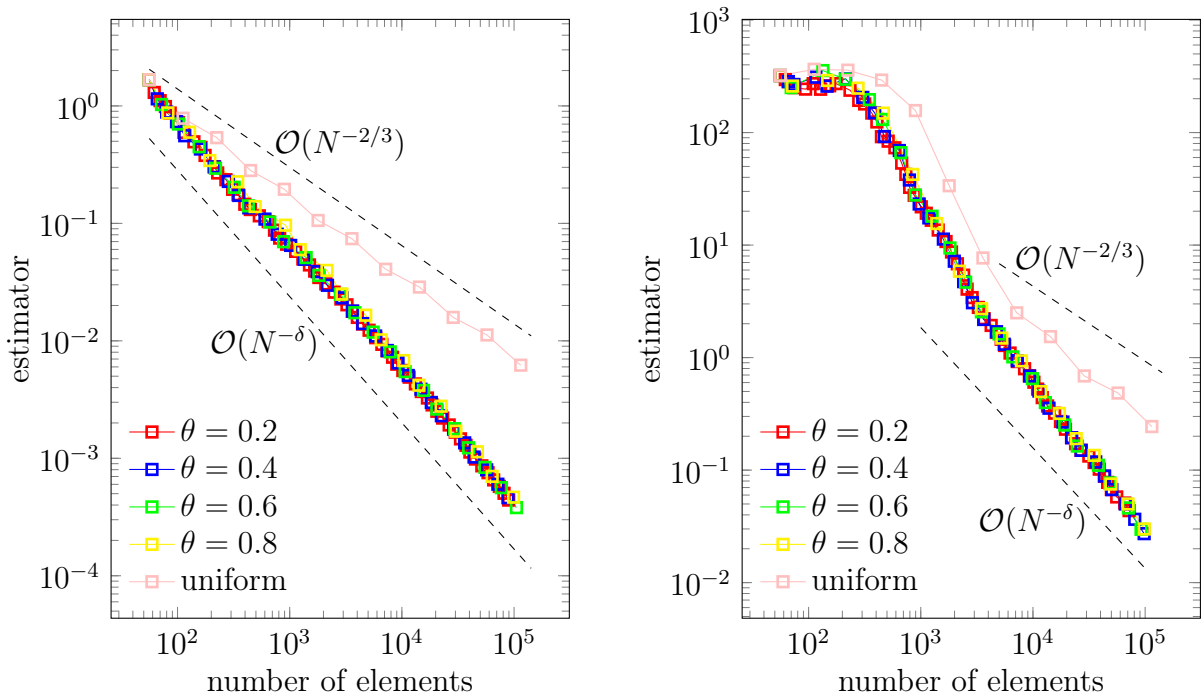 10^0
10^{-1}
10^{-2}
10^{-3}
10^{-4}
estimator
O(N^{-2/3})
O(N^{-δ})
θ = 0.2
θ = 0.4
θ = 0.6
θ = 0.8
uniform
10^2
10^3
10^4
10^5
number of elements
10^3
10^2
10^1
10^0
10^{-1}
10^{-2}
estimator
O(N^{-2/3})
O(N^{-δ})
θ = 0.2
θ = 0.4
θ = 0.6
θ = 0.8
uniform
10^2
10^3
10^4
10^5
number of elements